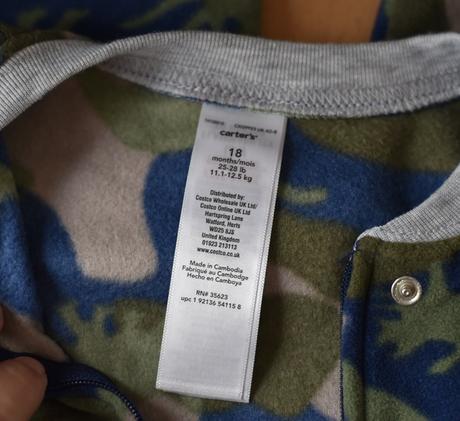 carter's
18
months/mois
25-28 lb
11.1-12.5 kg
Distributed by:
Costco Wholesale UK Ltd/
Costco Online UK Ltd
Hartspring Lane
Watford, Herts
WD25 8JS
United Kingdom
01923 213113
www.costco.co.uk
Made in Cambodia
Fabriqué au Cambodge
Hecho en Camboya
RN# 35623
upc 1 92136 54115 8